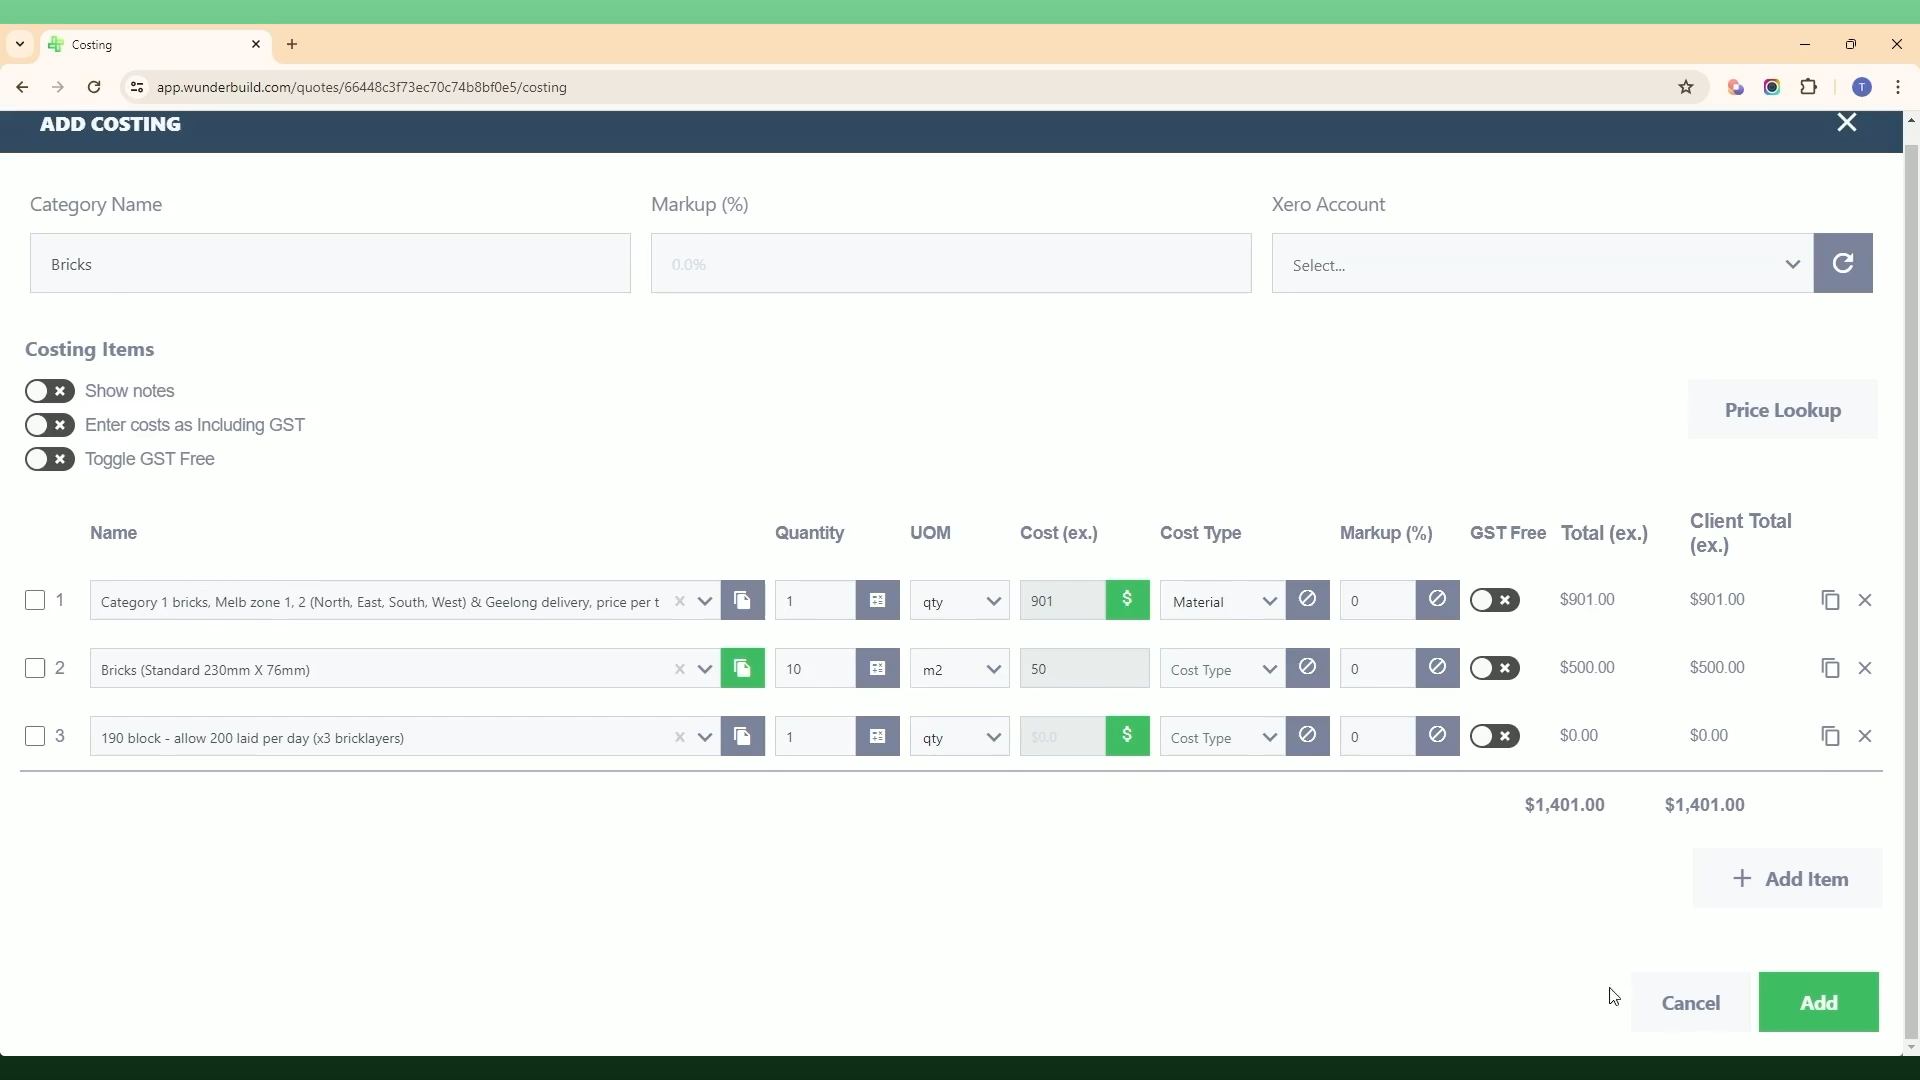 Costing
app.wunderbuild.com/quotes/66448c3f73ec70c74b8bf0e5/costing
T
ADD COSTING
Category Name
Markup (%)
Xero Account
Bricks
0.0%
Select...
Costing Items
Show notes
Enter costs as Including GST
Toggle GST Free
Price Lookup
Name Quantity UOM Cost (ex.) Cost Type Markup (%) GST Free Total (ex.) Client Total (ex.)
1 Category 1 bricks, Melb zone 1, 2 (North, East, South, West) & Geelong delivery, price per t 1 qty 901 $ Material 0 $901.00 $901.00
2 Bricks (Standard 230mm X 76mm) 10 m2 50 Cost Type 0 $500.00 $500.00
3 190 block - allow 200 laid per day (x3 bricklayers) 1 qty $0.0 $ Cost Type 0 $0.00 $0.00
$1,401.00 $1,401.00
+ Add Item
Cancel Add